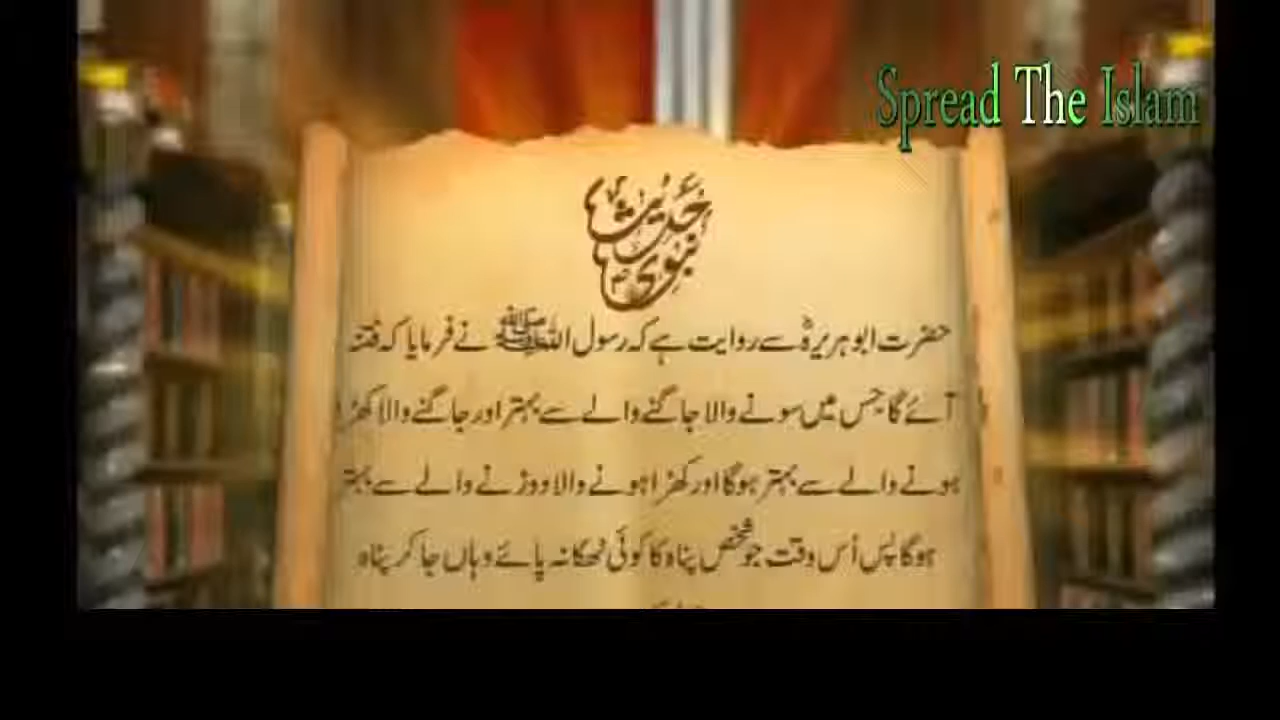 Spread The Islam
حدیث نبوی
حضرت ابوہریرہؓ سے روایت ہے کہ رسول اللہ ﷺ نے فرمایا کہ فتنہ
آئے گا جس میں سونے والا جاگنے والے سے بہتر اور جاگنے والا کھڑا
ہونے والے سے بہتر ہوگا اور کھڑا ہونے والا دوڑنے والے سے بہتر
ہوگا پس اُس وقت جو شخص پناہ کا کوئی ٹھکانہ پائے وہاں جا کر پناہ